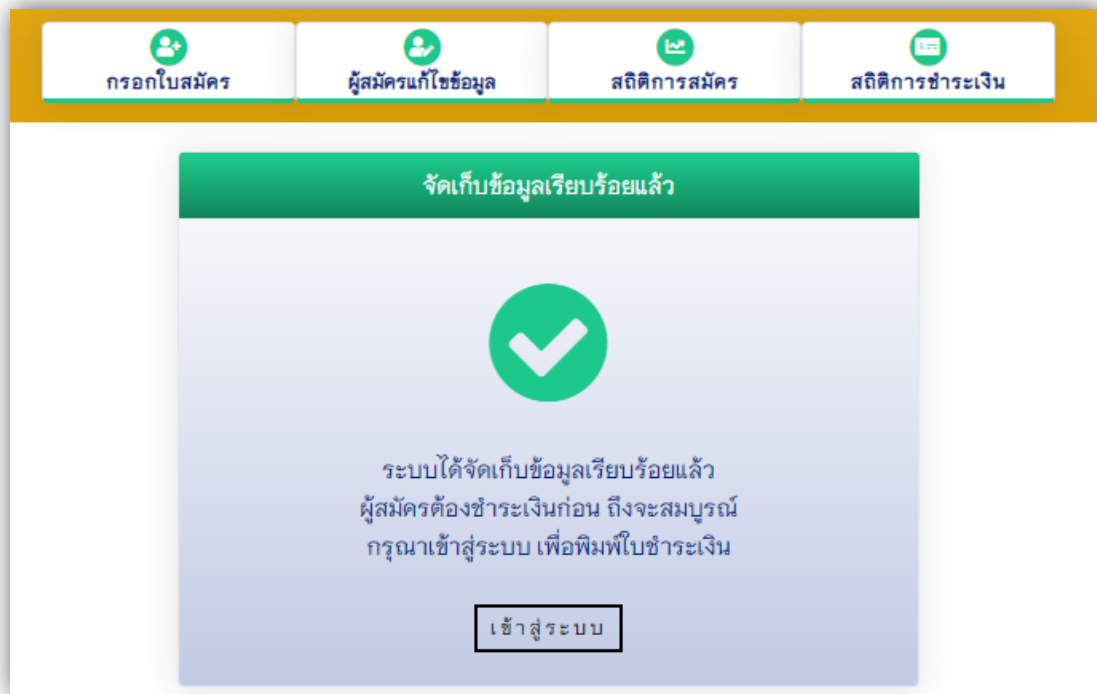 กรอกใบสมัคร
ผู้สมัครแก้ไขข้อมูล
สถิติการสมัคร
สถิติการชำระเงิน
จัดเก็บข้อมูลเรียบร้อยแล้ว
ระบบได้จัดเก็บข้อมูลเรียบร้อยแล้ว
ผู้สมัครต้องชำระเงินก่อน ถึงจะสมบูรณ์
กรุณาเข้าสู่ระบบ เพื่อพิมพ์ใบชำระเงิน
เข้าสู่ระบบ